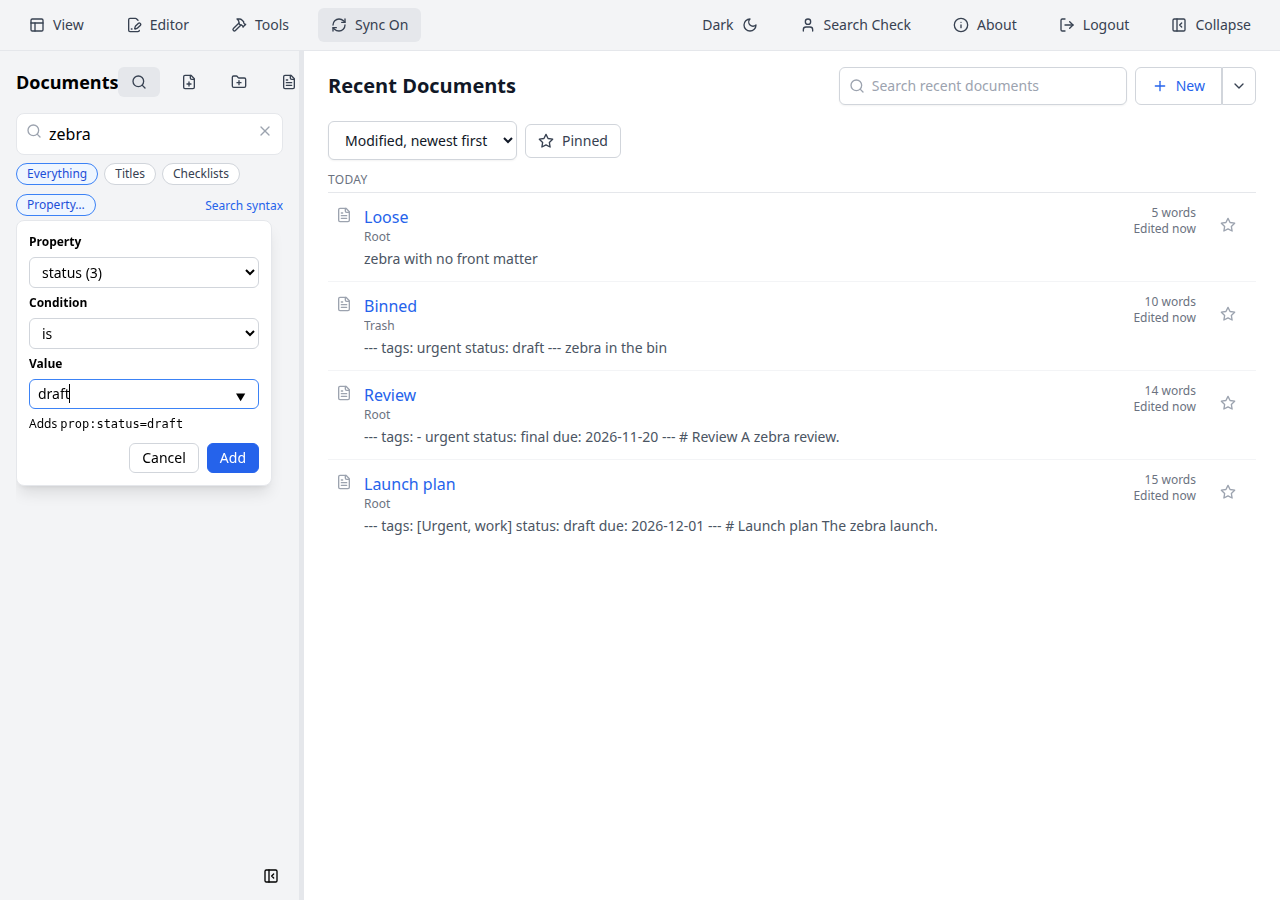 View
Editor
Tools
Sync On
Dark
Search Check
About
Logout
Collapse
Documents
zebra
Everything
Titles
Checklists
Property...
Search syntax
Property
status (3)
Condition
is
Value
draft
Adds prop:status=draft
Cancel
Add
Recent Documents
Search recent documents
New
Modified, newest first
Pinned
TODAY
Loose
Root
zebra with no front matter
5 words
Edited now
Binned
Trash
--- tags: urgent status: draft --- zebra in the bin
10 words
Edited now
Review
Root
--- tags: - urgent status: final due: 2026-11-20 --- # Review A zebra review.
14 words
Edited now
Launch plan
Root
--- tags: [Urgent, work] status: draft due: 2026-12-01 --- # Launch plan The zebra launch.
15 words
Edited now